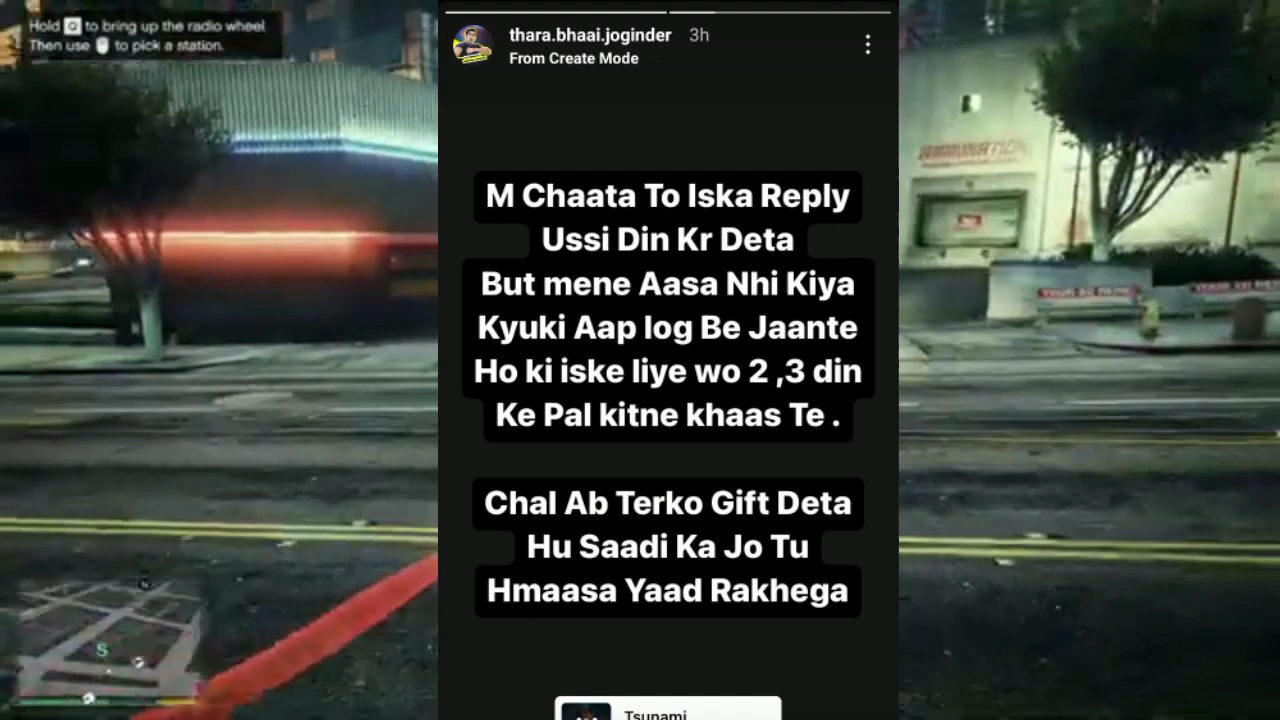 Hold Q to bring up the radio wheel.
Then use to pick a station.
thara.bhaai.joginder 3h
From Create Mode
M Chaata To Iska Reply
Ussi Din Kr Deta
But mene Aasa Nhi Kiya
Kyuki Aap log Be Jaante
Ho ki iske liye wo 2 ,3 din
Ke Pal kitne khaas Te .
Chal Ab Terko Gift Deta
Hu Saadi Ka Jo Tu
Hmaasa Yaad Rakhega
Tsunami
AMMUNATION
S